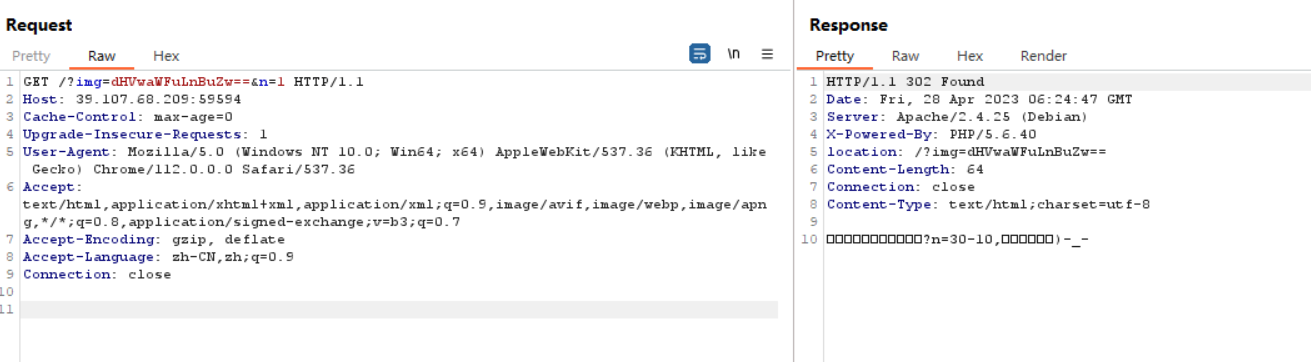 Request
Response
Pretty Raw Hex
\n
Pretty Raw Hex Render
1 GET /?img=dHVwaWFuLnBuZw==&n=1 HTTP/1.1
2 Host: 39.107.68.209:59594
3 Cache-Control: max-age=0
4 Upgrade-Insecure-Requests: 1
5 User-Agent: Mozilla/5.0 (Windows NT 10.0; Win64; x64) AppleWebKit/537.36 (KHTML, like
Gecko) Chrome/112.0.0.0 Safari/537.36
6 Accept:
text/html,application/xhtml+xml,application/xml;q=0.9,image/avif,image/webp,image/apn
g,*/*;q=0.8,application/signed-exchange;v=b3;q=0.7
7 Accept-Encoding: gzip, deflate
8 Accept-Language: zh-CN,zh;q=0.9
9 Connection: close
10
11
1 HTTP/1.1 302 Found
2 Date: Fri, 28 Apr 2023 06:24:47 GMT
3 Server: Apache/2.4.25 (Debian)
4 X-Powered-By: PHP/5.6.40
5 location: /?img=dHVwaWFuLnBuZw==
6 Content-Length: 64
7 Connection: close
8 Content-Type: text/html;charset=utf-8
9
10 □□□□□□□□□□□?n=30-10,□□□□□□)-_-